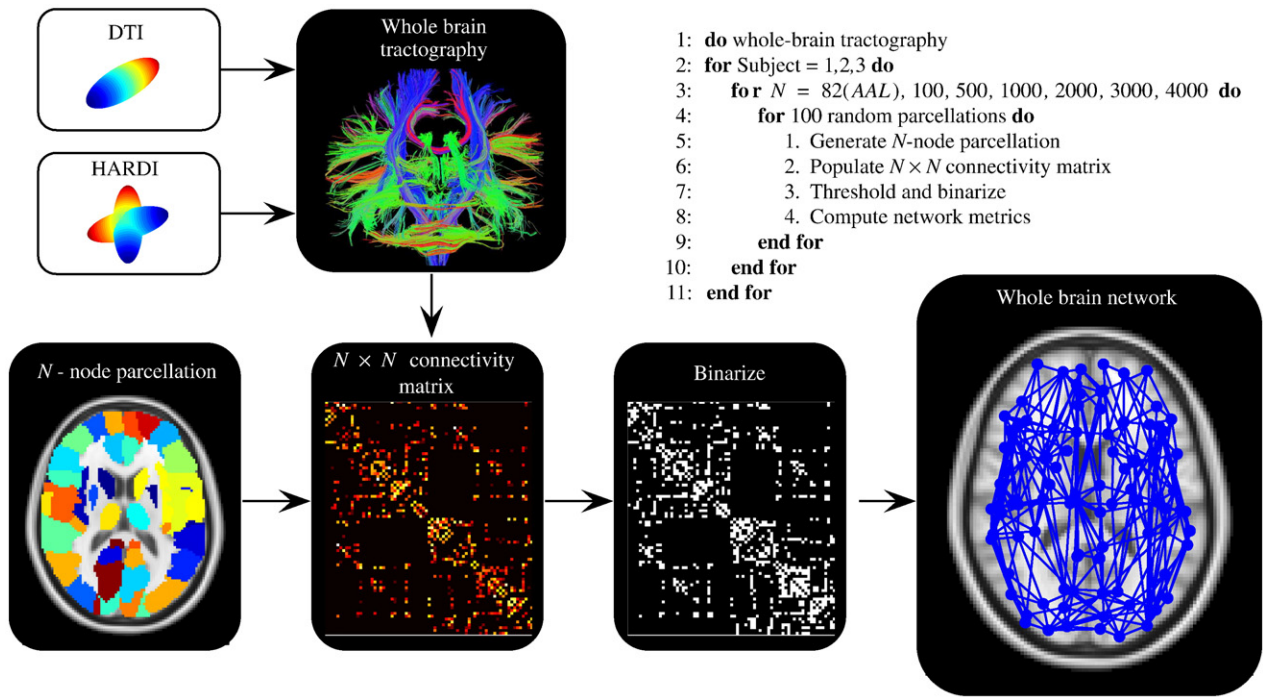 DTI
HARDI
Whole brain
tractography
1: do whole-brain tractography
2: for Subject = 1,2,3 do
3: for N = 82(AAL), 100, 500, 1000, 2000, 3000, 4000 do
4: for 100 random parcellations do
5: 1. Generate N-node parcellation
6: 2. Populate N × N connectivity matrix
7: 3. Threshold and binarize
8: 4. Compute network metrics
9: end for
10: end for
11: end for
N - node parcellation
N × N connectivity
matrix
Binarize
Whole brain network